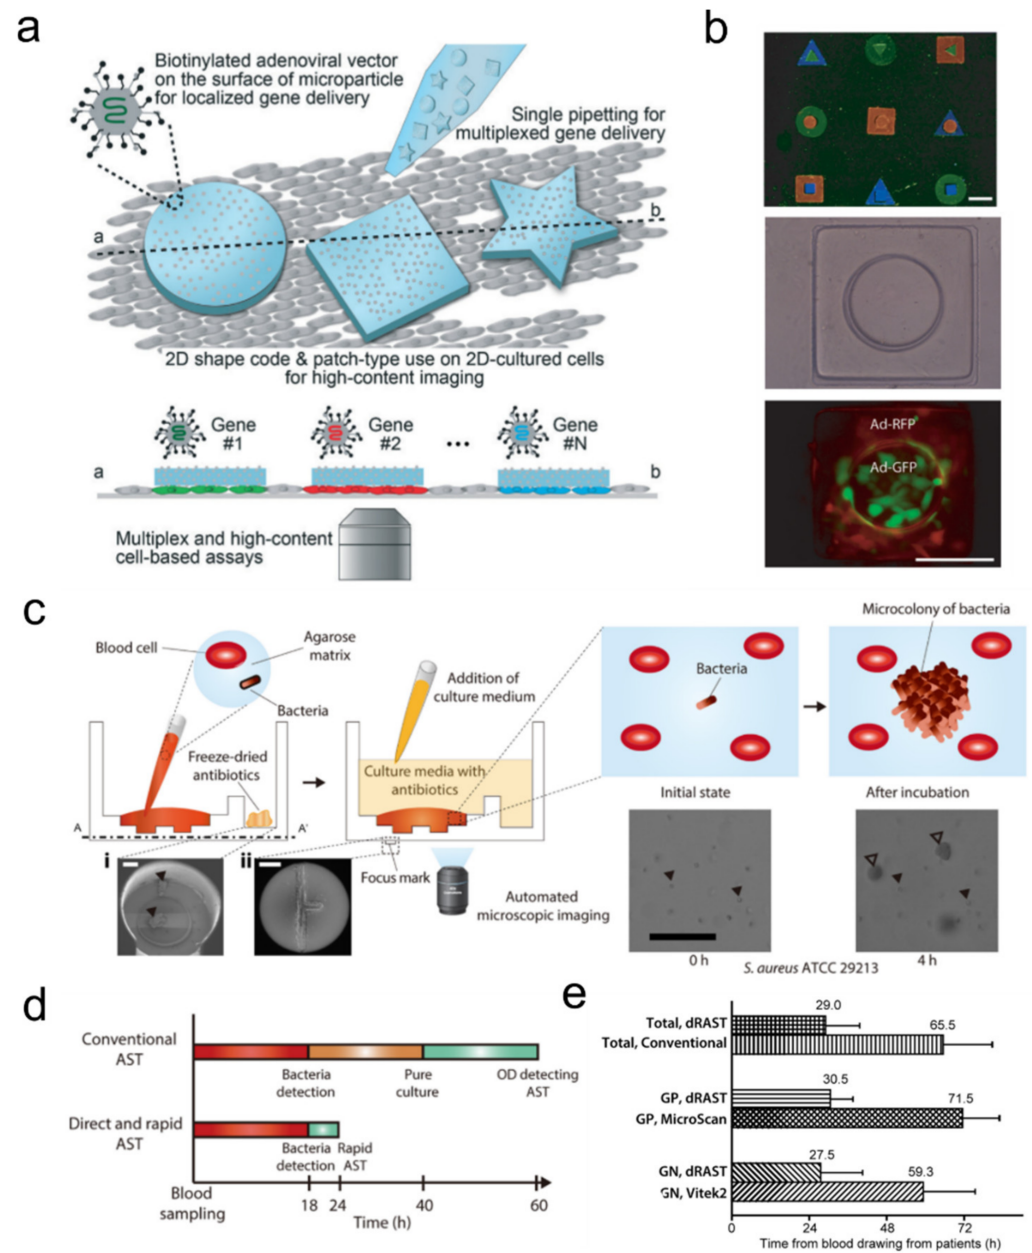 a
Biotinylated adenoviral vector
on the surface of microparticle
for localized gene delivery
Single pipetting for
multiplexed gene delivery
a
b
2D shape code & patch-type use on 2D-cultured cells
for high-content imaging
Gene
#1
Gene
#2
...
Gene
#N
a
b
Multiplex and high-content
cell-based assays
b
Ad-RFP
Ad-GFP
c
Blood cell
Agarose
matrix
Bacteria
Freeze-dried
antibiotics
A
A'
i
ii
Addition of
culture medium
Culture media with
antibiotics
Focus mark
Automated
microscopic imaging
Bacteria
Microcolony of bacteria
Initial state
After incubation
0 h
4 h
S. aureus ATCC 29213
d
Conventional
AST
Bacteria
detection
Pure
culture
OD detecting
AST
Direct and rapid
AST
Bacteria
detection
Rapid
AST
Blood
sampling
18
24
40
60
Time (h)
e
Total, dRAST
29.0
Total, Conventional
65.5
GP, dRAST
30.5
GP, MicroScan
71.5
GN, dRAST
27.5
GN, Vitek2
59.3
0
24
48
72
Time from blood drawing from patients (h)